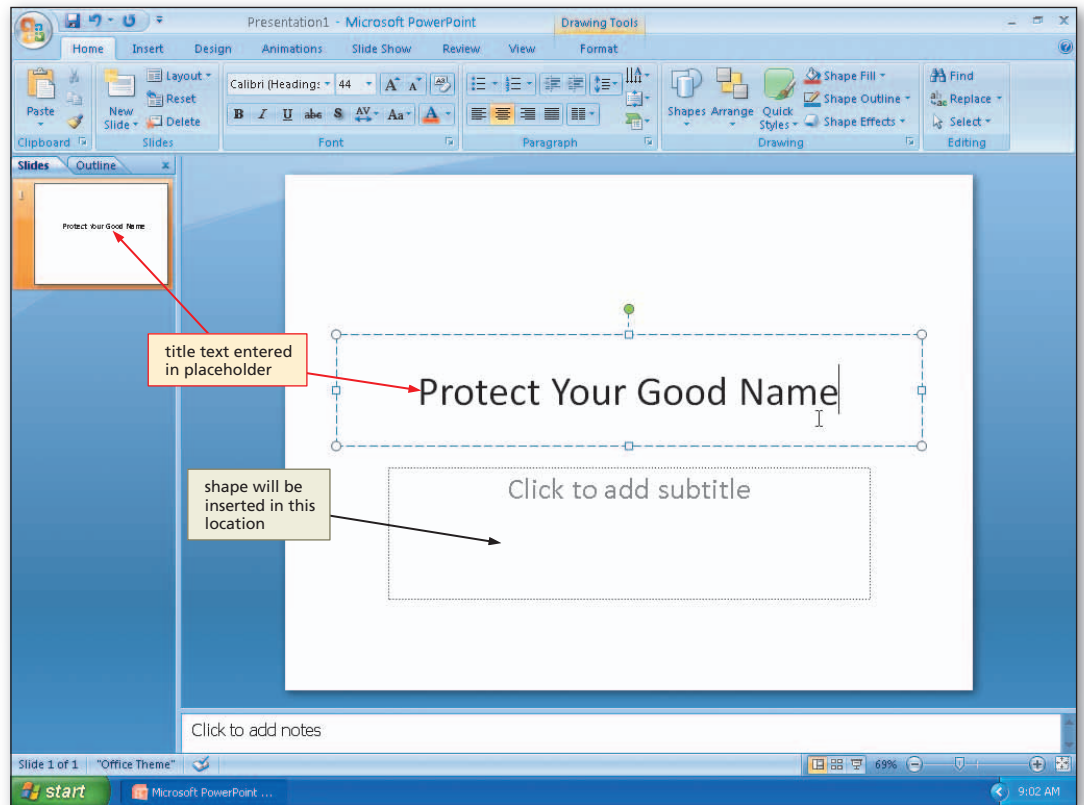 Presentation1 - Microsoft PowerPoint
Drawing Tools
Home Insert Design Animations Slide Show Review View Format
Paste
New Slide
Layout
Reset
Delete
Calibri (Headings
44
B I U abc S AV Aa A
Shapes Arrange Quick Styles
Shape Fill
Shape Outline
Shape Effects
Find
Replace
Select
Clipboard Slides Font Paragraph Drawing Editing
Slides Outline x
1
Protect Your Good Name
title text entered
in placeholder
Protect Your Good Name
shape will be
inserted in this
location
Click to add subtitle
Click to add notes
Slide 1 of 1 "Office Theme" 69%
start Microsoft PowerPoint ... 9:02 AM